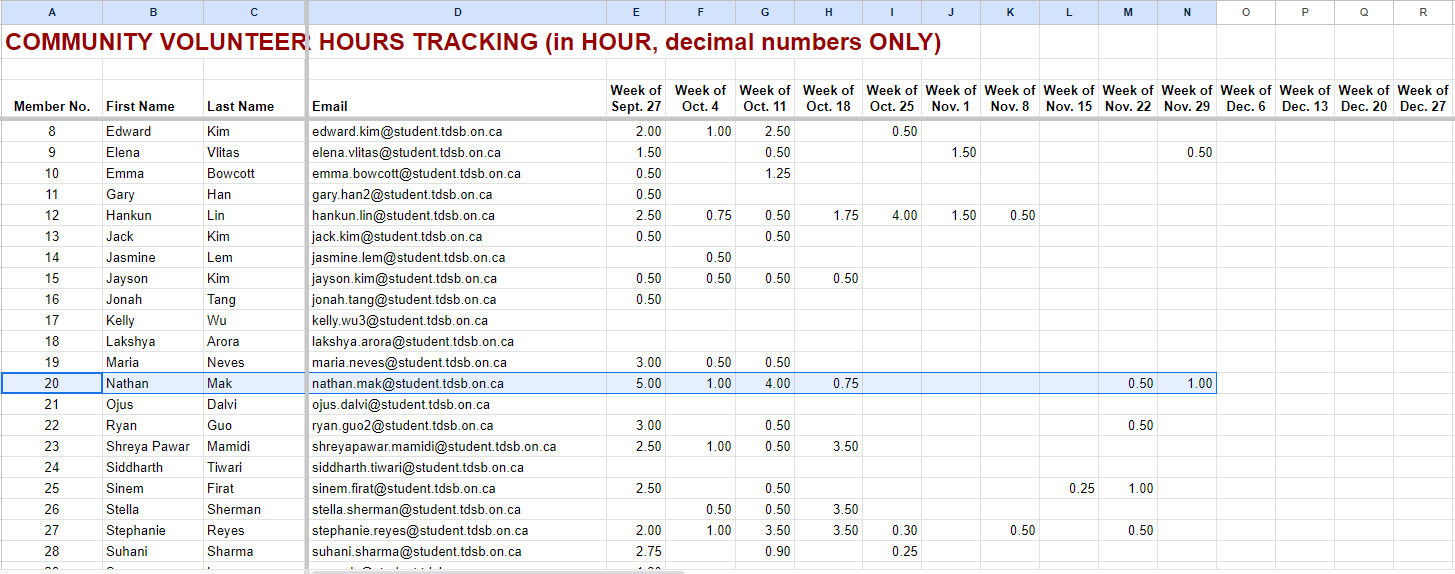 A B C D E F G H I J K L M N O P Q R
COMMUNITY VOLUNTEER HOURS TRACKING (in HOUR, decimal numbers ONLY)
Week of Week of Week of Week of Week of Week of Week of Week of Week of Week of Week of Week of Week of Week of
Member No. First Name Last Name Email Sept. 27 Oct. 4 Oct. 11 Oct. 18 Oct. 25 Nov. 1 Nov. 8 Nov. 15 Nov. 22 Nov. 29 Dec. 6 Dec. 13 Dec. 20 Dec. 27
8 Edward Kim edward.kim@student.tdsb.on.ca 2.00 1.00 2.50 0.50
9 Elena Vlitas elena.vlitas@student.tdsb.on.ca 1.50 0.50 1.50 0.50
10 Emma Bowcott emma.bowcott@student.tdsb.on.ca 0.50 1.25
11 Gary Han gary.han2@student.tdsb.on.ca 0.50
12 Hankun Lin hankun.lin@student.tdsb.on.ca 2.50 0.75 0.50 1.75 4.00 1.50 0.50
13 Jack Kim jack.kim@student.tdsb.on.ca 0.50 0.50
14 Jasmine Lem jasmine.lem@student.tdsb.on.ca 0.50
15 Jayson Kim jayson.kim@student.tdsb.on.ca 0.50 0.50 0.50 0.50
16 Jonah Tang jonah.tang@student.tdsb.on.ca 0.50
17 Kelly Wu kelly.wu3@student.tdsb.on.ca
18 Lakshya Arora lakshya.arora@student.tdsb.on.ca
19 Maria Neves maria.neves@student.tdsb.on.ca 3.00 0.50 0.50
20 Nathan Mak nathan.mak@student.tdsb.on.ca 5.00 1.00 4.00 0.75 0.50 1.00
21 Ojus Dalvi ojus.dalvi@student.tdsb.on.ca
22 Ryan Guo ryan.guo2@student.tdsb.on.ca 3.00 0.50 0.50
23 Shreya Pawar Mamidi shreyapawar.mamidi@student.tdsb.on.ca 2.50 1.00 0.50 3.50
24 Siddharth Tiwari siddharth.tiwari@student.tdsb.on.ca
25 Sinem Firat sinem.firat@student.tdsb.on.ca 2.50 0.50 0.25 1.00
26 Stella Sherman stella.sherman@student.tdsb.on.ca 0.50 0.50 3.50
27 Stephanie Reyes stephanie.reyes@student.tdsb.on.ca 2.00 1.00 3.50 3.50 0.30 0.50 0.50
28 Suhani Sharma suhani.sharma@student.tdsb.on.ca 2.75 0.90 0.25